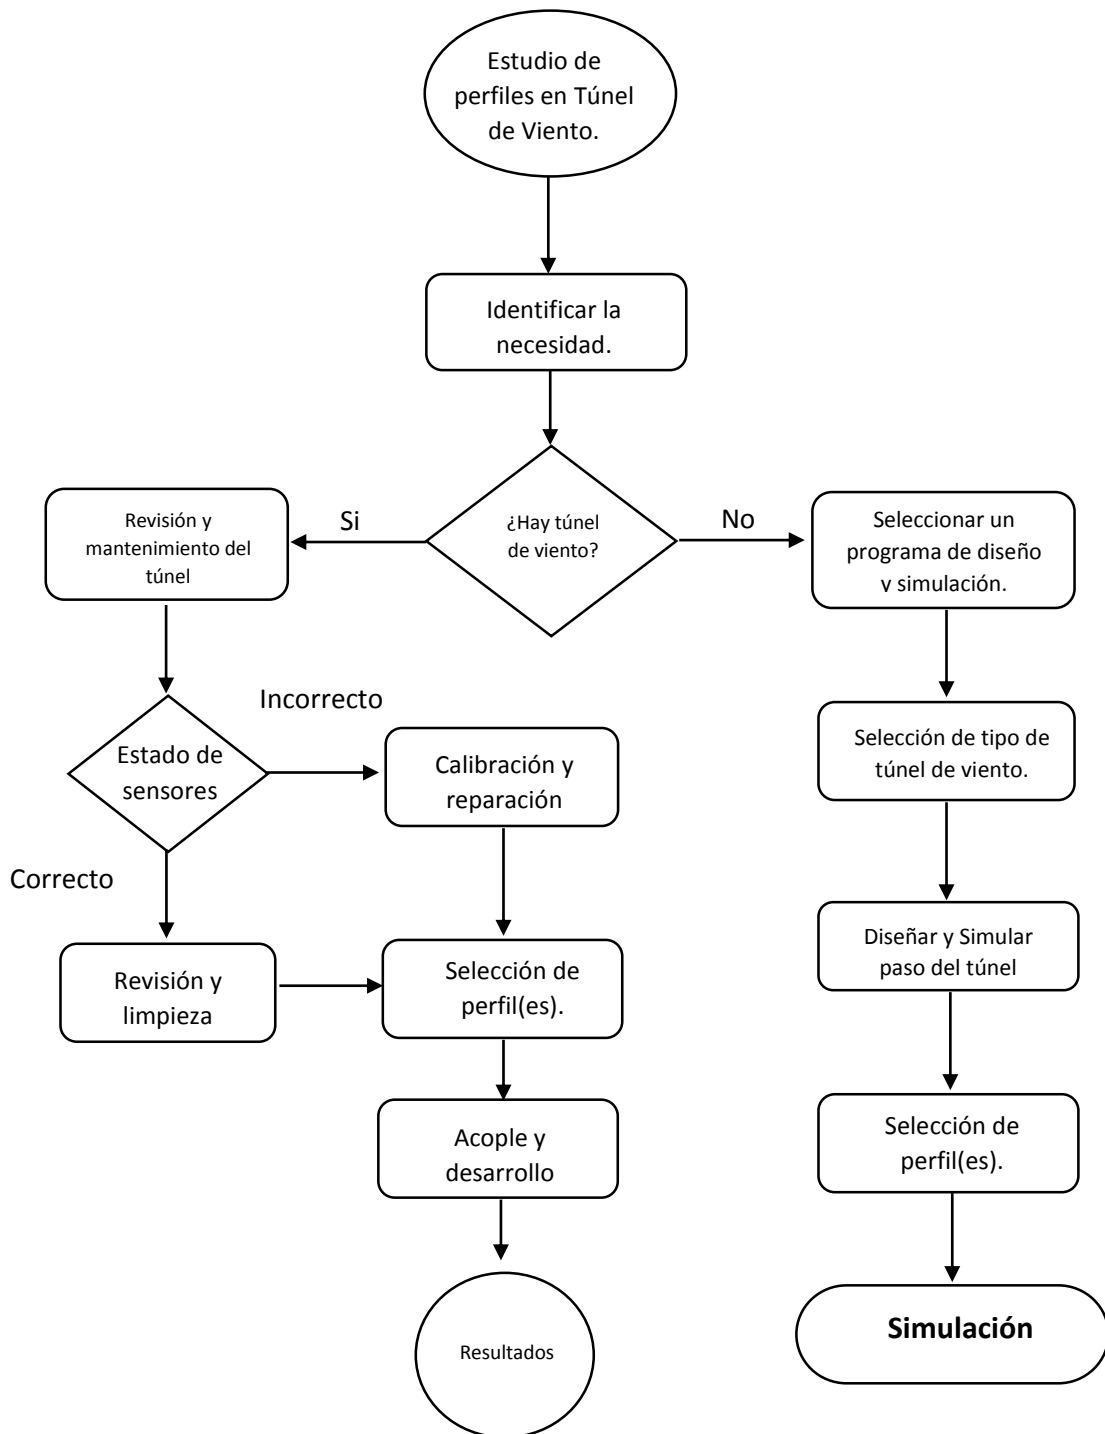 Estudio de
perfiles en Túnel
de Viento.
Identificar la
necesidad.
¿Hay túnel
de viento?
Si
No
Revisión y
mantenimiento del
túnel
Seleccionar un
programa de diseño
y simulación.
Incorrecto
Estado de
sensores
Calibración y
reparación
Selección de tipo de
túnel de viento.
Correcto
Revisión y
limpieza
Selección de
perfil(es).
Diseñar y Simular
paso del túnel
Acople y
desarrollo
Selección de
perfil(es).
Resultados
Simulación